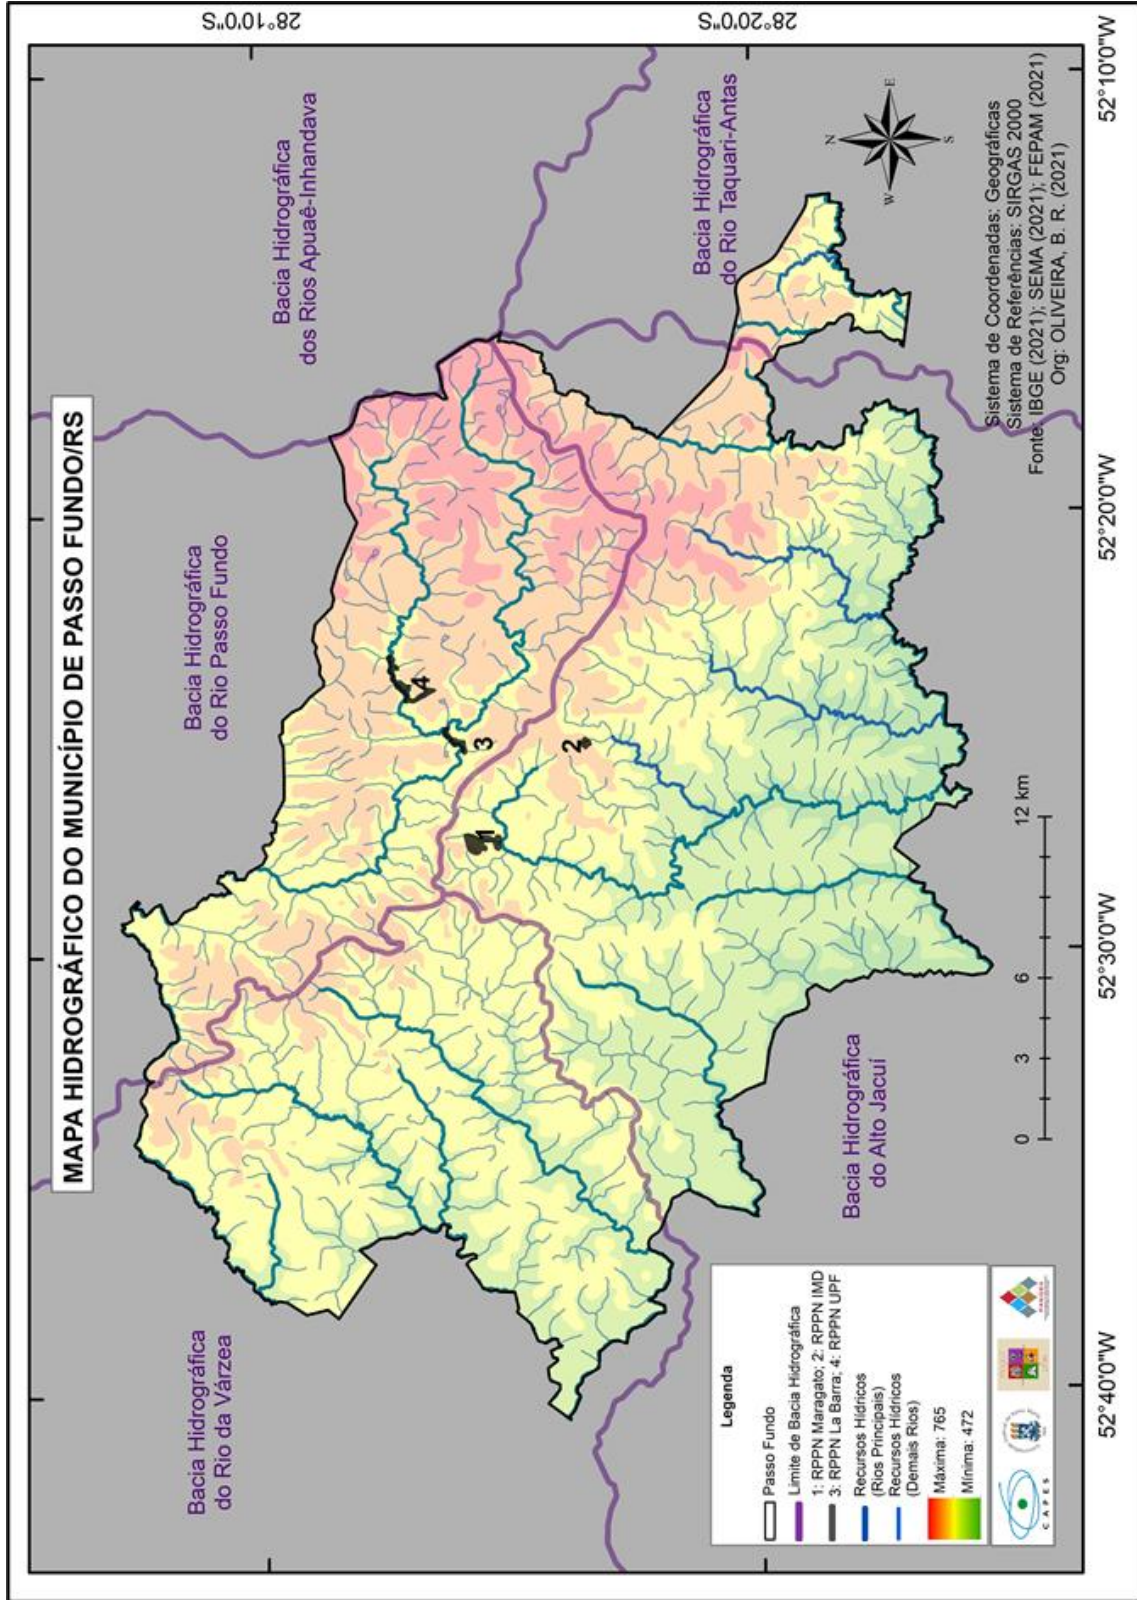 MAPA HIDROGRÁFICO DO MUNICÍPIO DE PASSO FUNDO/RS
Bacia Hidrográfica
do Rio da Várzea
Bacia Hidrográfica
do Rio Passo Fundo
Bacia Hidrográfica
dos Rios Apuaê-Inhandava
Bacia Hidrográfica
do Rio Taquari-Antas
Bacia Hidrográfica
do Alto Jacuí
28°10'0"S
28°20'0"S
1
2
3
4
N
E
S
W
Legenda
Passo Fundo
Limite de Bacia Hidrográfica
1: RPPN Maragato; 2: RPPN IMD
3: RPPN La Barra; 4: RPPN UPF
Recursos Hídricos
(Rios Principais)
Recursos Hídricos
(Demais Rios)
Máxima: 765
Mínima: 472
CAPES
0 3 6 12 km
Sistema de Coordenadas: Geográficas
Sistema de Referências: SIRGAS 2000
Fonte: IBGE (2021); SEMA (2021); FEPAM (2021)
Org: OLIVEIRA, B. R. (2021)
52°40'0"W
52°30'0"W
52°20'0"W
52°10'0"W